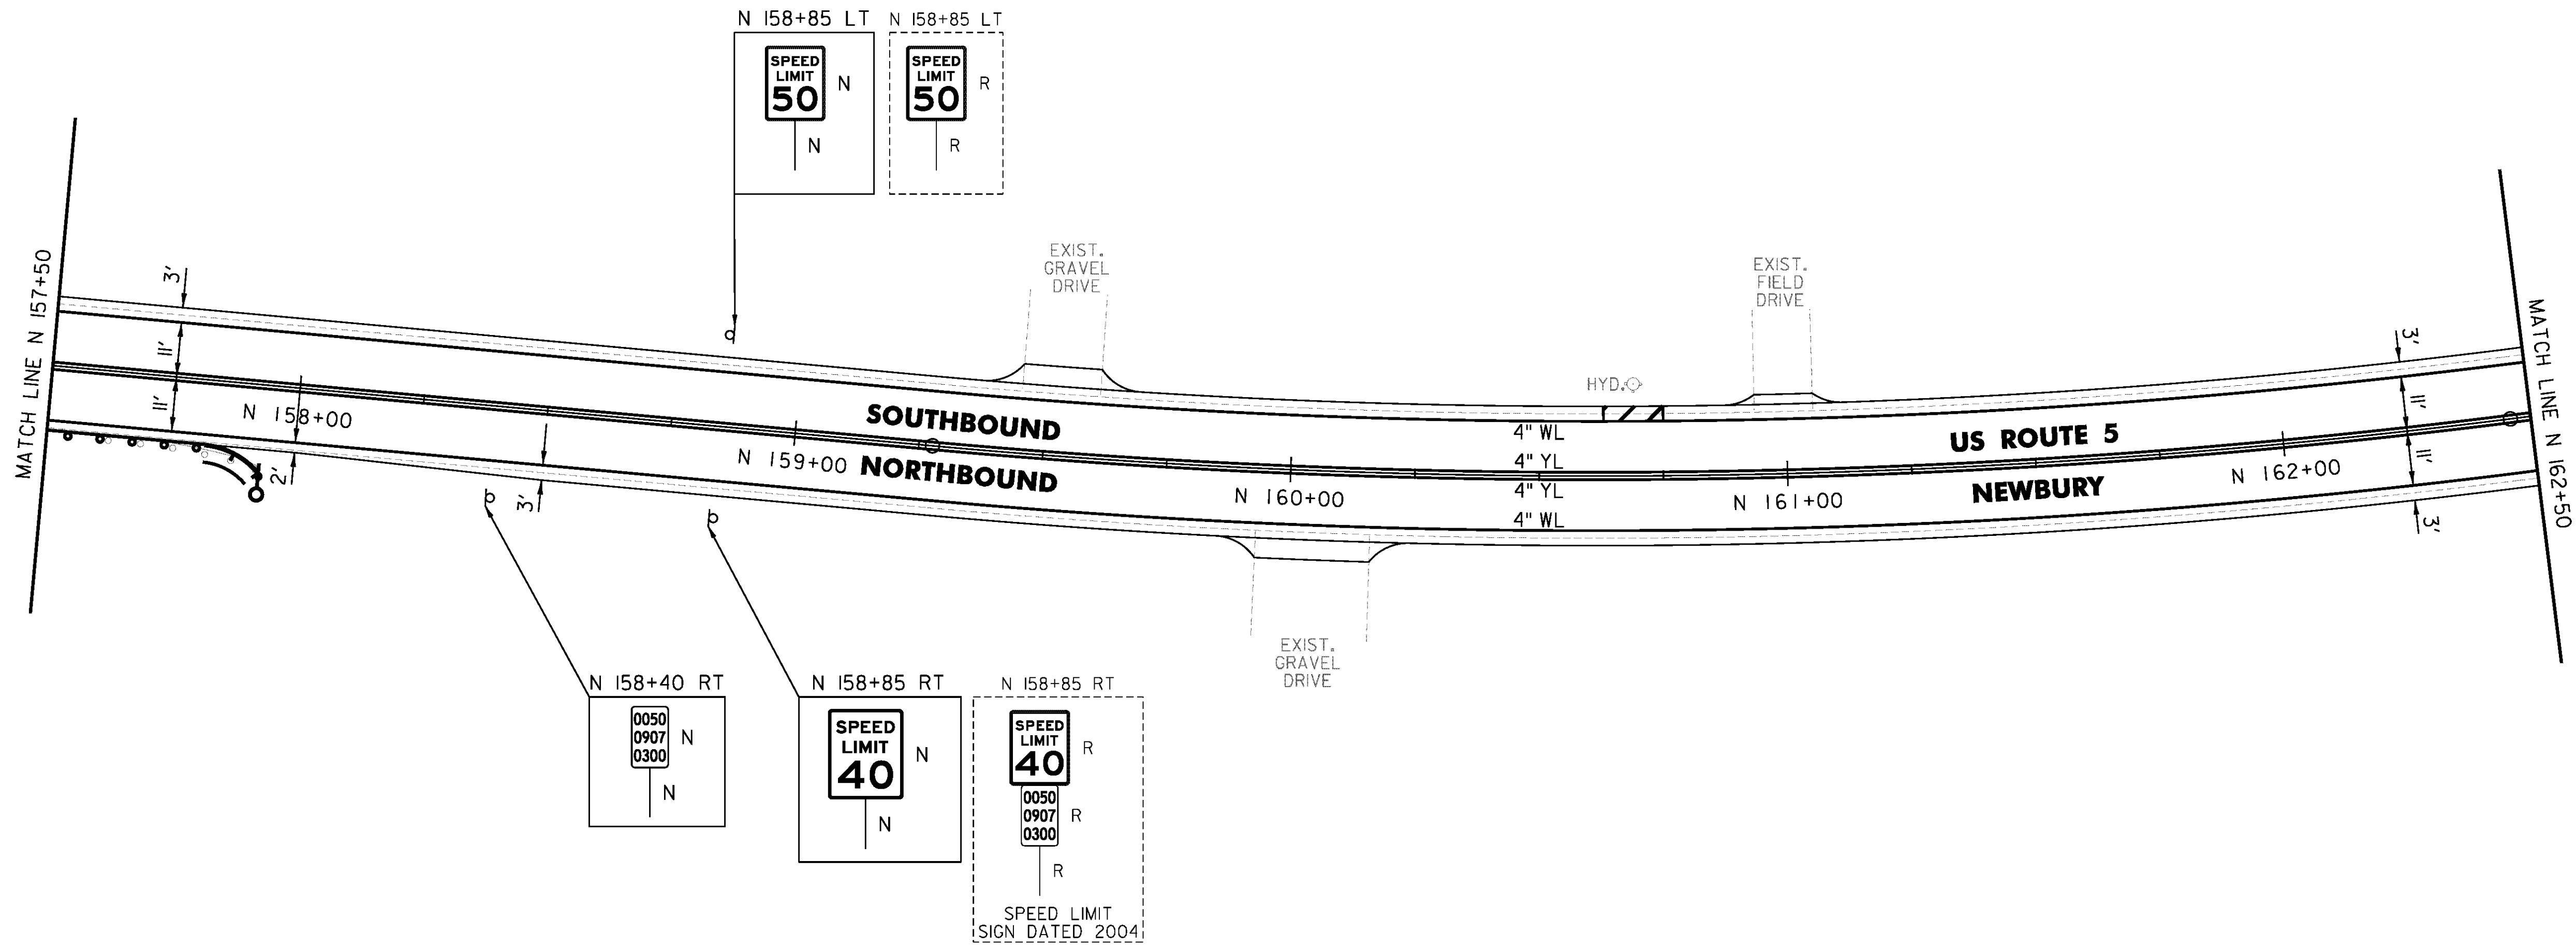 N 158+85 LT
N 158+85 LT
SPEED
LIMIT
50
N
N
SPEED
LIMIT
50
R
R
MATCH LINE N 157+50
3'
11'
11'
2'
3'
EXIST.
GRAVEL
DRIVE
HYD.
EXIST.
FIELD
DRIVE
3'
11'
11'
3'
MATCH LINE N 162+50
SOUTHBOUND
NORTHBOUND
4" WL
4" YL
4" YL
4" WL
US ROUTE 5
NEWBURY
N 158+00
N 159+00
N 160+00
N 161+00
N 162+00
EXIST.
GRAVEL
DRIVE
N 158+40 RT
0050
0907
0300
N
N
N 158+85 RT
SPEED
LIMIT
40
N
N
N 158+85 RT
SPEED
LIMIT
40
R
0050
0907
0300
R
R
SPEED LIMIT
SIGN DATED 2004